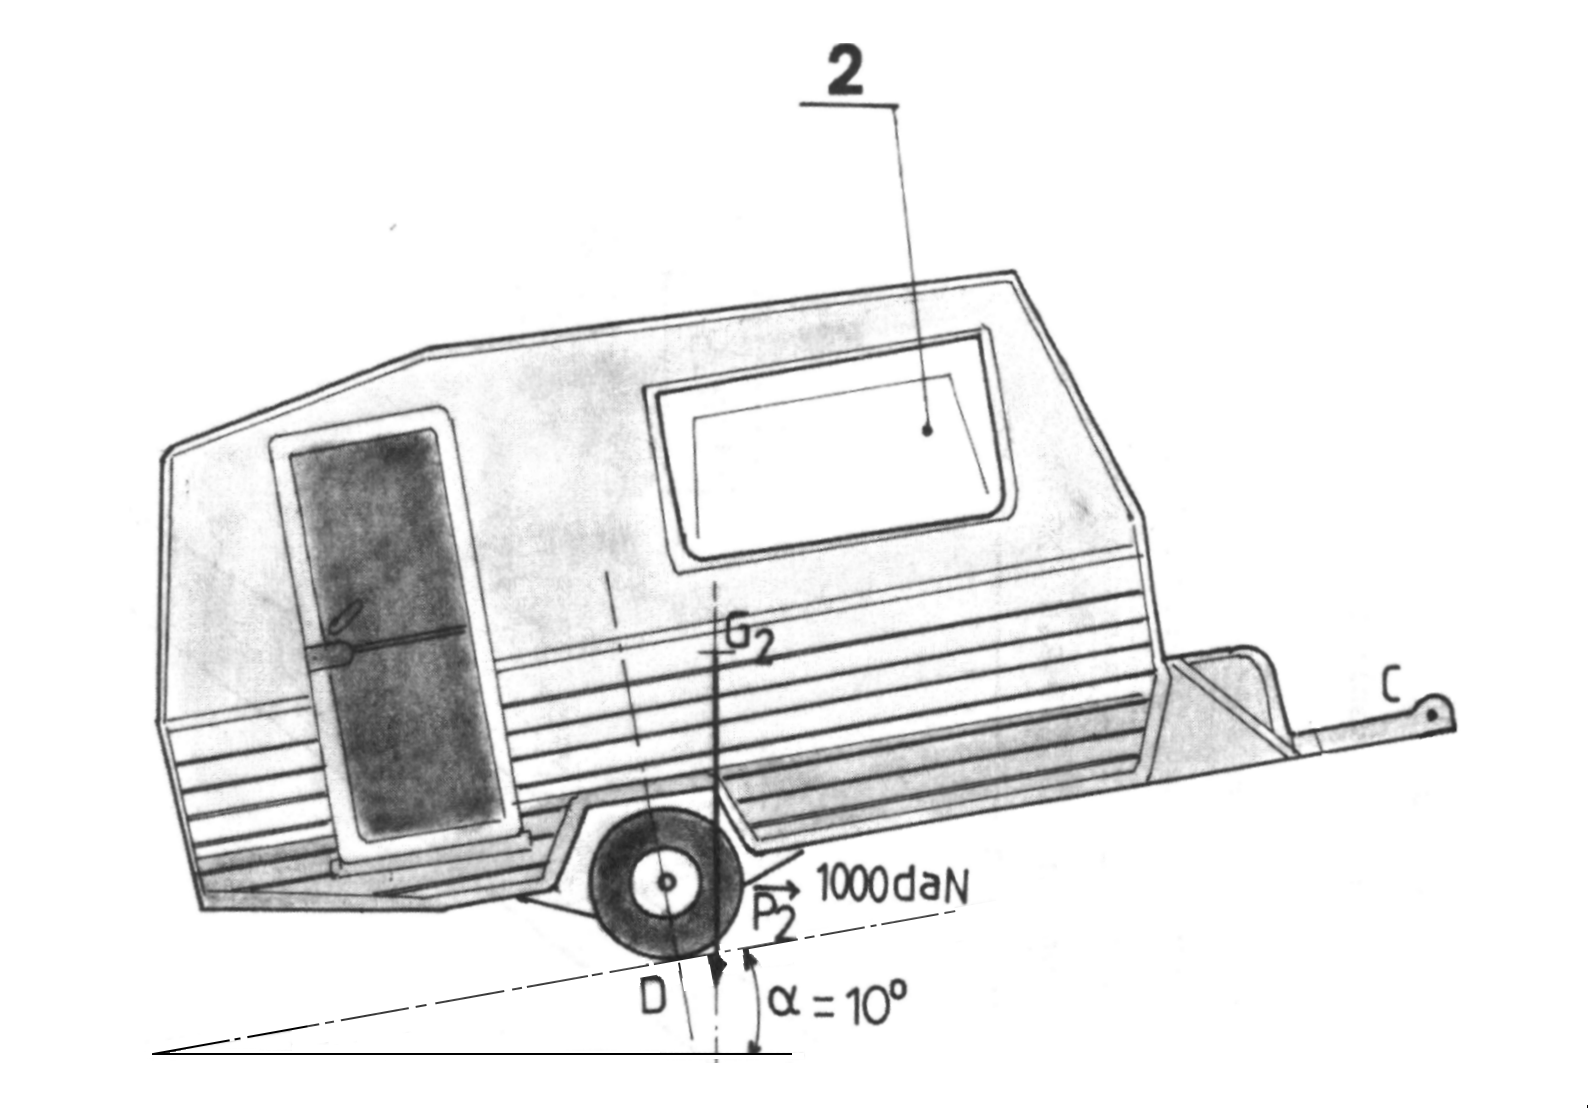 2
G2
C
1000daN
P2
D
α = 10°